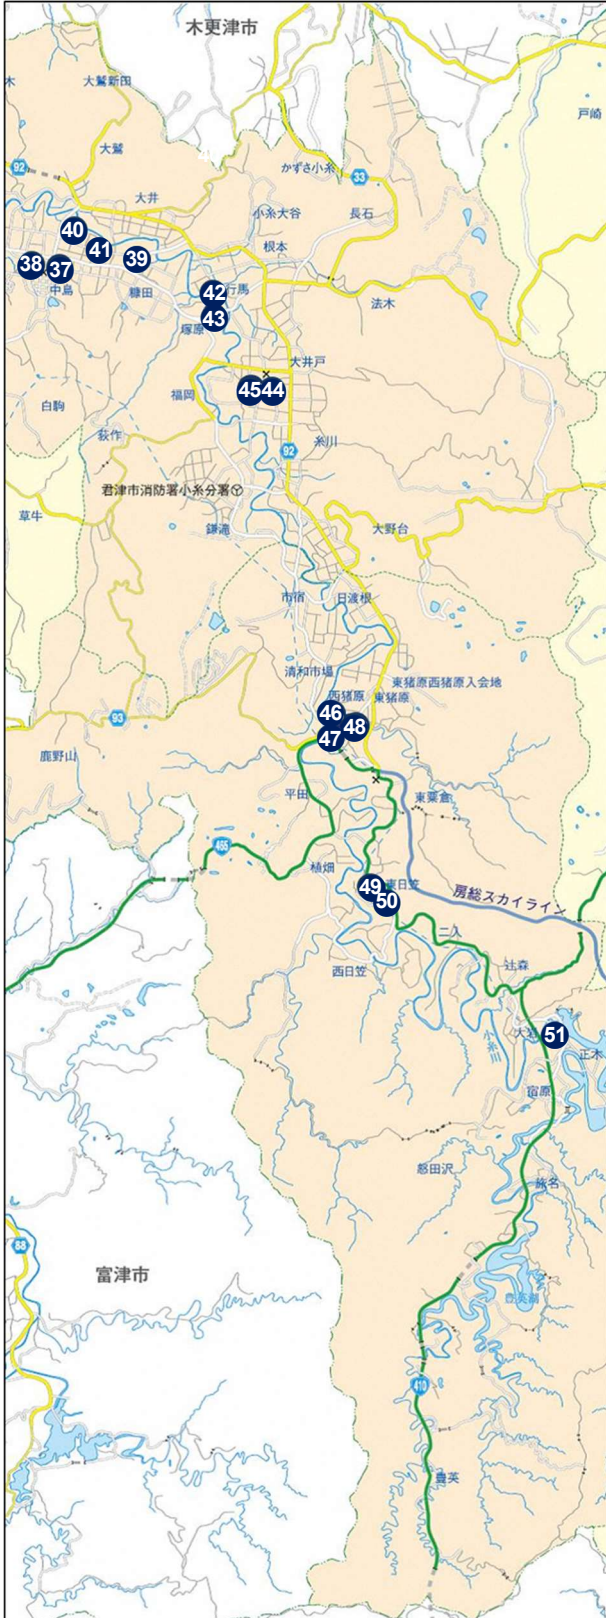 木更津市
大鷲新田
木
戸崎
大鷲
92
かずさ小糸
33
大井
小糸大谷
長石
40
41
39
根本
38
37
中島
糠田
42
行馬
法木
43
塚原
大井戸
45
44
福岡
白駒
荻作
糸川
92
君津市消防署小糸分署
草牛
鎌滝
大野台
市宿
日渡根
清和市場
東猪原西猪原入会地
西猪原
東猪原
46
48
47
93
鹿野山
平田
東粟倉
465
植畑
49
東日笠
50
房総スカイライン
二入
西日笠
辻森
小糸川
51
正木
宿原
怒田沢
旅名
88
富津市
豊英湖
410
豊英